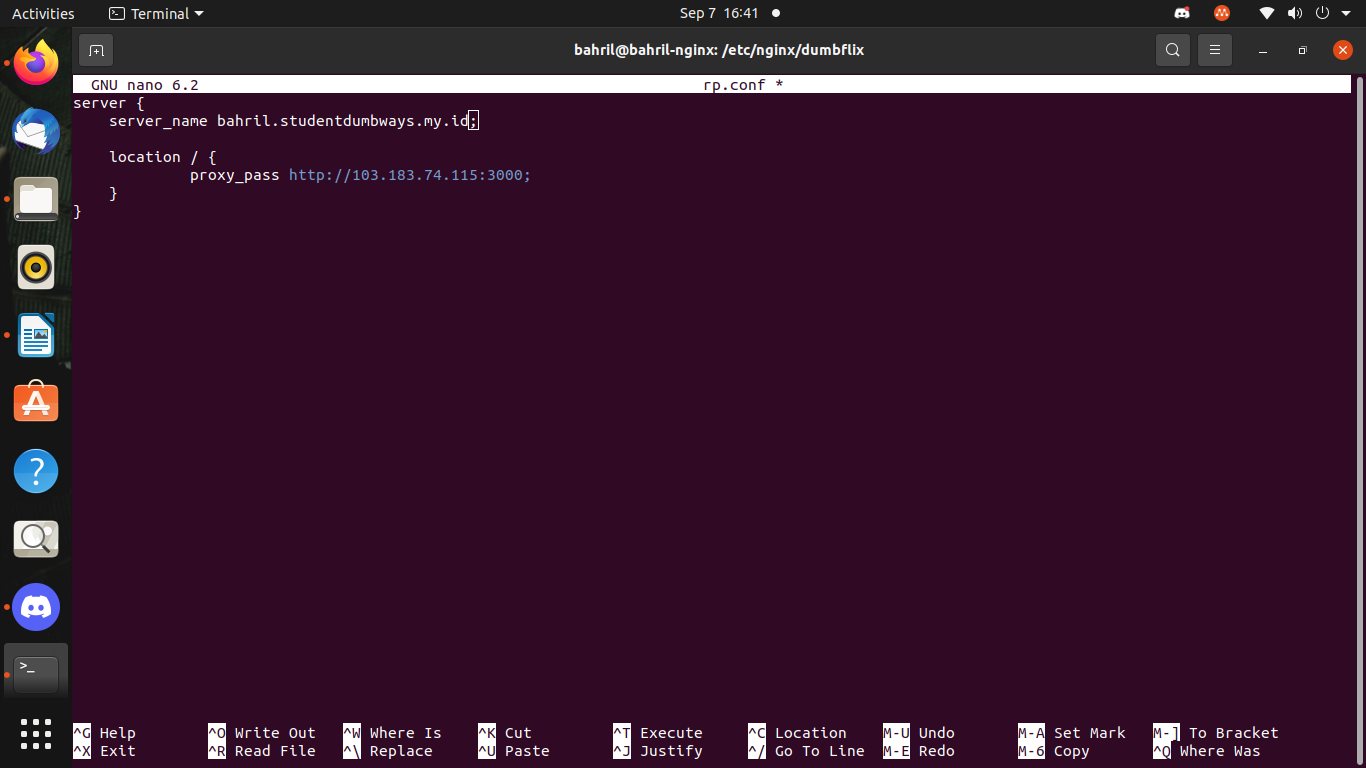 Activities Terminal Sep 7 16:41
bahril@bahril-nginx: /etc/nginx/dumbflix
GNU nano 6.2 rp.conf *
server {
server_name bahril.studentdumbways.my.id;
location / {
proxy_pass http://103.183.74.115:3000;
}
}
^G Help ^O Write Out ^W Where Is ^K Cut ^T Execute ^C Location M-U Undo M-A Set Mark M-] To Bracket
^X Exit ^R Read File ^\ Replace ^U Paste ^J Justify ^/ Go To Line M-E Redo M-6 Copy ^Q Where Was